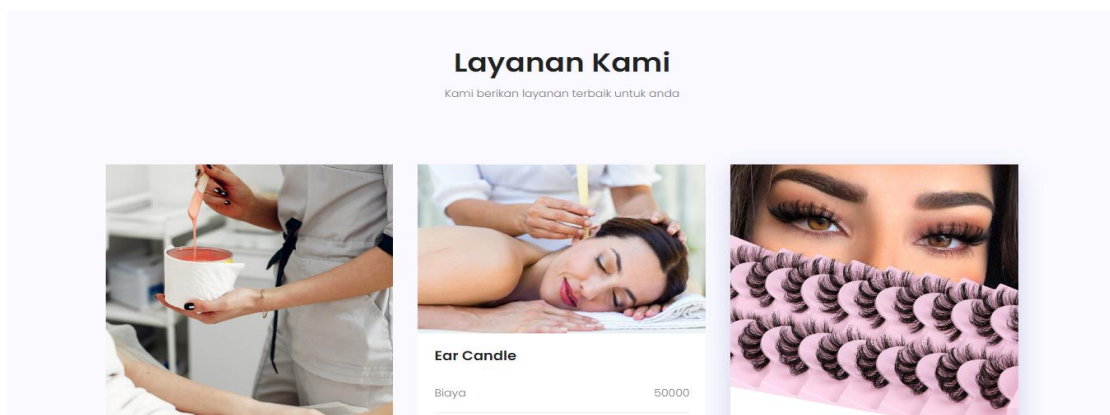 Layanan Kami
Kami berikan layanan terbaik untuk anda
Ear Candle
Biaya 50000